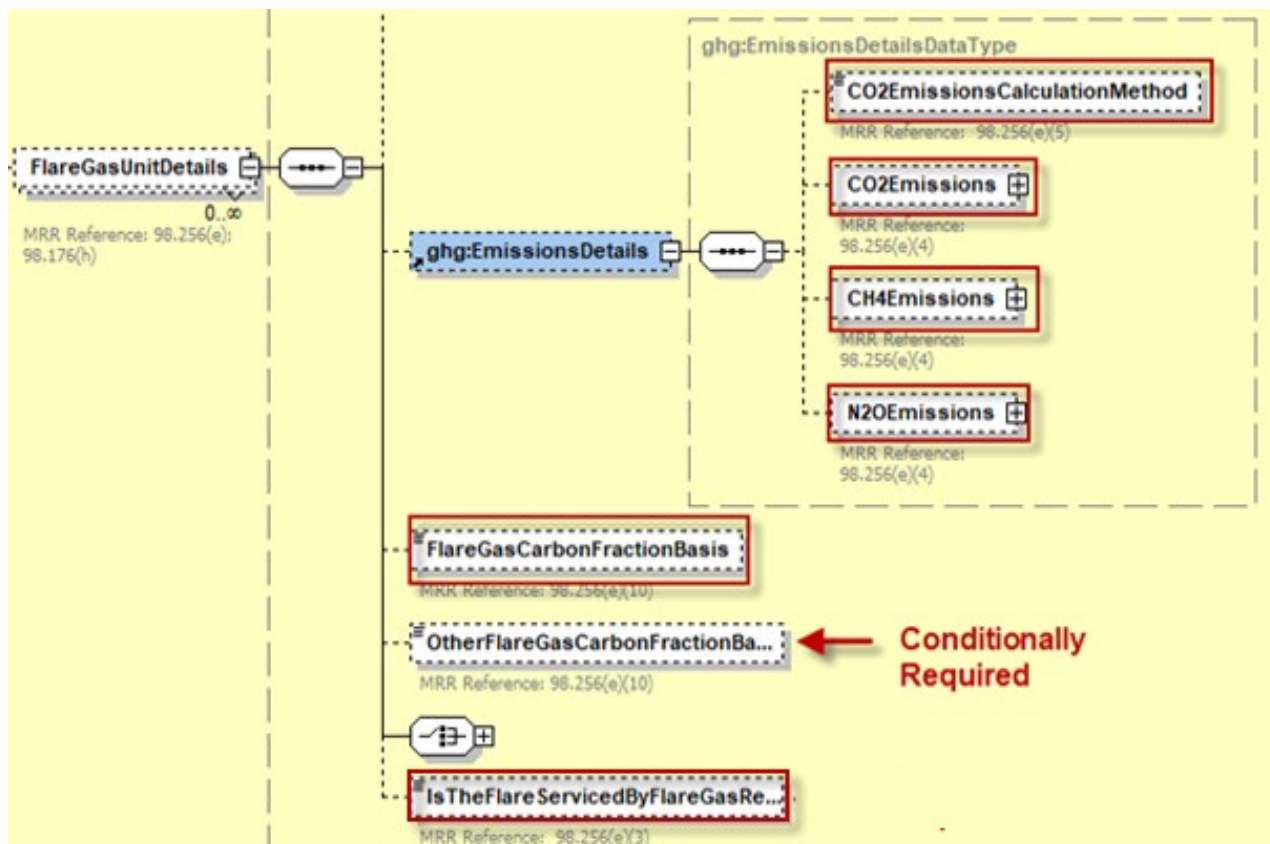 ghg:EmissionsDetailsDataType
CO2EmissionsCalculationMethod
MRR Reference: 98.256(e)(5)
FlareGasUnitDetails
0..∞
MRR Reference: 98.256(e);
98.176(h)
CO2Emissions
MRR Reference:
98.256(e)(4)
ghg:EmissionsDetails
CH4Emissions
MRR Reference:
98.256(e)(4)
N2OEmissions
MRR Reference:
98.256(e)(4)
FlareGasCarbonFractionBasis
MRR Reference: 98.256(e)(10)
OtherFlareGasCarbonFractionBa...
MRR Reference: 98.256(e)(10)
Conditionally
Required
IsTheFlareServicedByFlareGasRe...
MRR Reference: 98.256(e)(3)